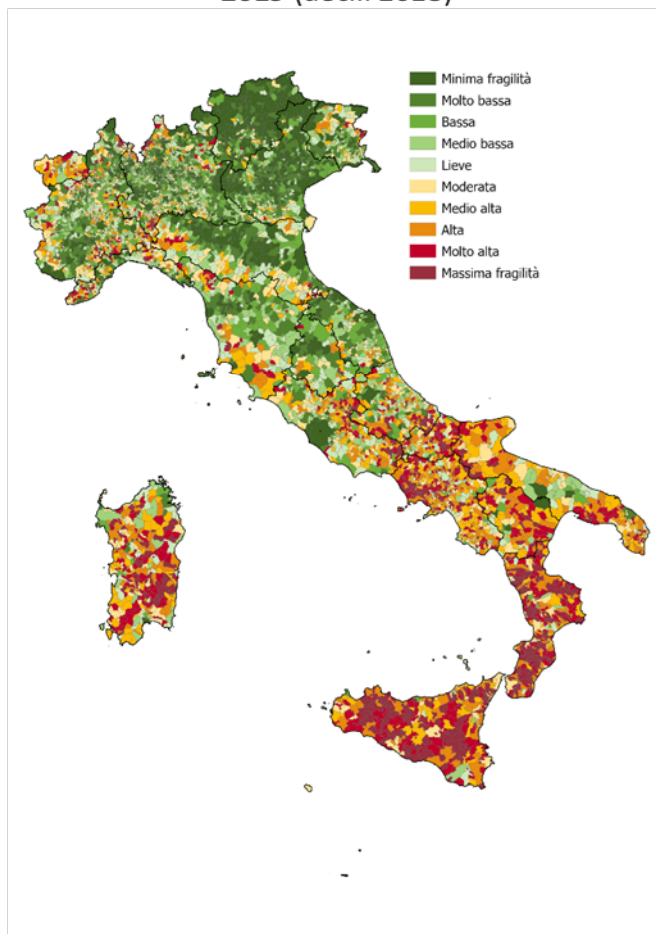 Minima fragilità
Molto bassa
Bassa
Medio bassa
Lieve
Moderata
Medio alta
Alta
Molto alta
Massima fragilità